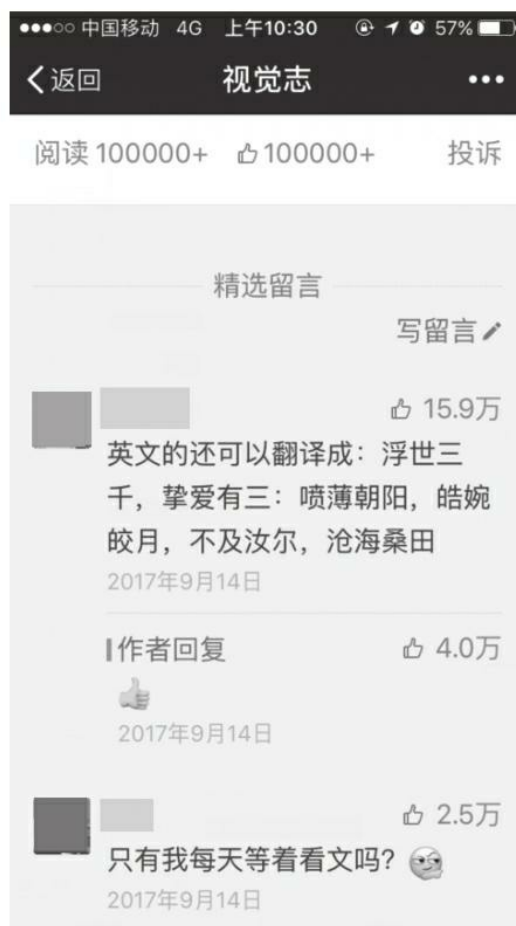 中国移动 4G 上午10:30 57%
返回 视觉志
阅读 100000+ 100000+ 投诉
精选留言
写留言
15.9万
英文的还可以翻译成：浮世三
千，挚爱有三：喷薄朝阳，皓婉
皎月，不及汝尔，沧海桑田
2017年9月14日
作者回复 4.0万
2017年9月14日
2.5万
只有我每天等着看文吗？
2017年9月14日